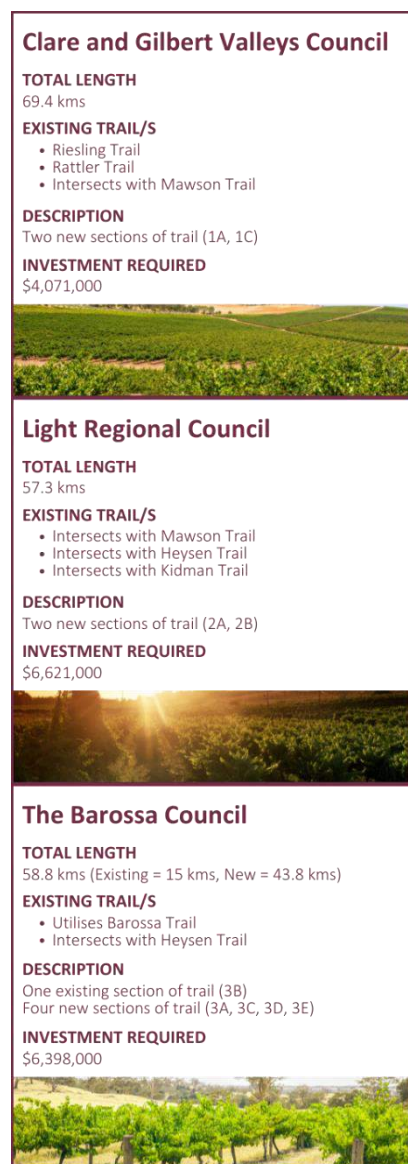 Clare and Gilbert Valleys Council
TOTAL LENGTH
69.4 kms
EXISTING TRAIL/S
• Riesling Trail
• Rattler Trail
• Intersects with Mawson Trail
DESCRIPTION
Two new sections of trail (1A, 1C)
INVESTMENT REQUIRED
$4,071,000
Light Regional Council
TOTAL LENGTH
57.3 kms
EXISTING TRAIL/S
• Intersects with Mawson Trail
• Intersects with Heysen Trail
• Intersects with Kidman Trail
DESCRIPTION
Two new sections of trail (2A, 2B)
INVESTMENT REQUIRED
$6,621,000
The Barossa Council
TOTAL LENGTH
58.8 kms (Existing = 15 kms, New = 43.8 kms)
EXISTING TRAIL/S
• Utilises Barossa Trail
• Intersects with Heysen Trail
DESCRIPTION
One existing section of trail (3B)
Four new sections of trail (3A, 3C, 3D, 3E)
INVESTMENT REQUIRED
$6,398,000